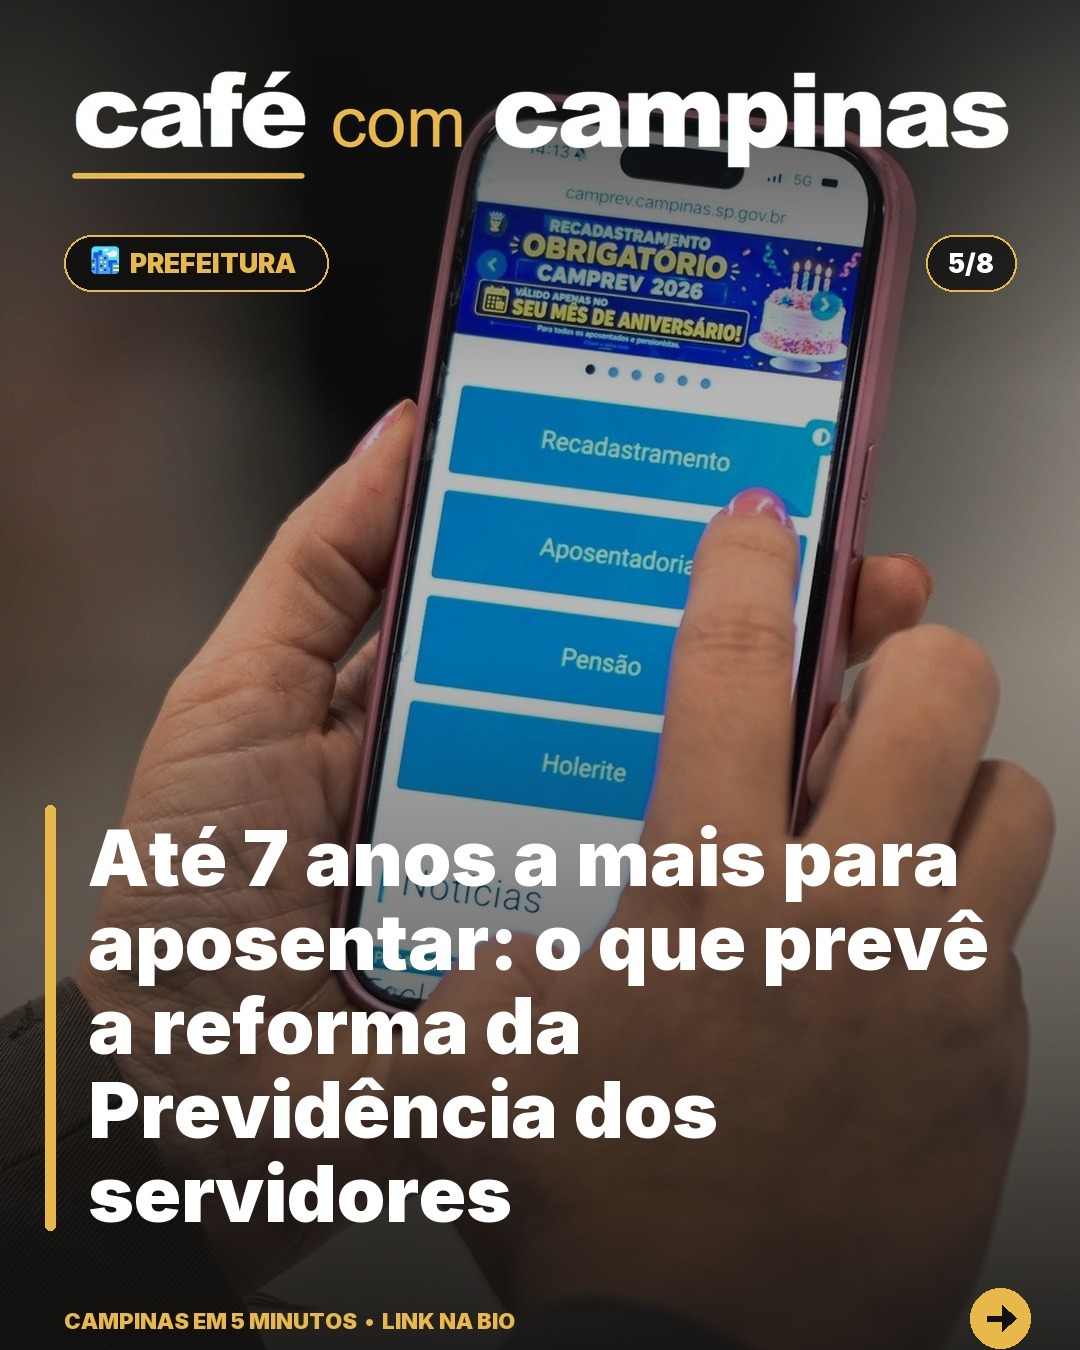 café com campinas
14:13
5G
camprev.campinas.sp.gov.br
PREFEITURA
5/8
RECADASTRAMENTO
OBRIGATÓRIO
CAMPREV 2026
VÁLIDO APENAS NO
SEU MÊS DE ANIVERSÁRIO!
Para todos os aposentados e pensionistas.
Recadastramento
Aposentadoria
Pensão
Holerite
Notícias
Até 7 anos a mais para
aposentar: o que prevê
a reforma da
Previdência dos
servidores
CAMPINAS EM 5 MINUTOS • LINK NA BIO